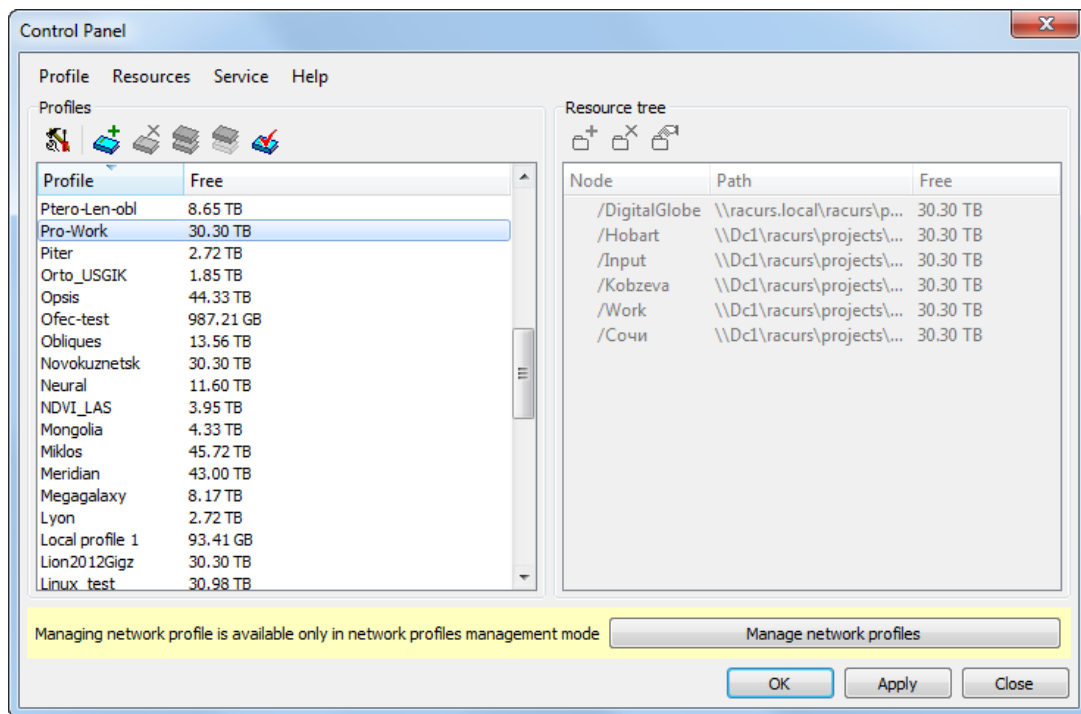 Control Panel
Profile Resources Service Help
Profiles
Profile Free
Ptero-Len-obl 8.65 TB
Pro-Work 30.30 TB
Piter 2.72 TB
Orto_USGIK 1.85 TB
Opsis 44.33 TB
Ofec-test 987.21 GB
Obliques 13.56 TB
Novokuznetsk 30.30 TB
Neural 11.60 TB
NDVI_LAS 3.95 TB
Mongolia 4.33 TB
Miklos 45.72 TB
Meridian 43.00 TB
Megagalaxy 8.17 TB
Lyon 2.72 TB
Local profile 1 93.41 GB
Lion2012Gigz 30.30 TB
Linux_test 30.98 TB
Resource tree
Node Path Free
/DigitalGlobe \\racurs.local\racurs\p... 30.30 TB
/Hobart \\Dc1\racurs\projects\... 30.30 TB
/Input \\Dc1\racurs\projects\... 30.30 TB
/Kobzeva \\Dc1\racurs\projects\... 30.30 TB
/Work \\Dc1\racurs\projects\... 30.30 TB
/Сочи \\Dc1\racurs\projects\... 30.30 TB
Managing network profile is available only in network profiles management mode Manage network profiles
OK Apply Close